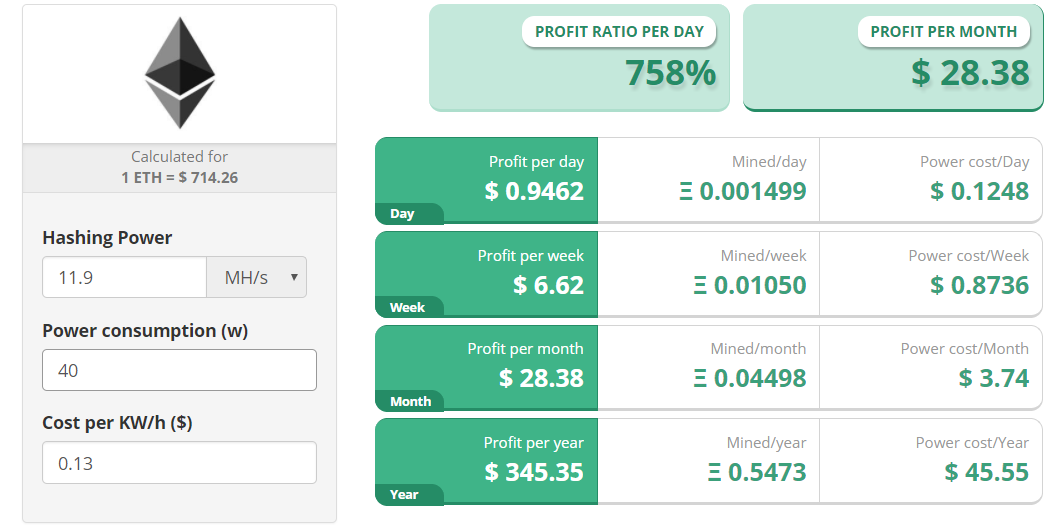 Calculated for
1 ETH = $ 714.26
Hashing Power
11.9 MH/s
Power consumption (w)
40
Cost per KW/h ($)
0.13
PROFIT RATIO PER DAY
758%
PROFIT PER MONTH
$ 28.38
Profit per day Mined/day Power cost/Day
$ 0.9462 Ξ 0.001499 $ 0.1248
Day
Profit per week Mined/week Power cost/Week
$ 6.62 Ξ 0.01050 $ 0.8736
Week
Profit per month Mined/month Power cost/Month
$ 28.38 Ξ 0.04498 $ 3.74
Month
Profit per year Mined/year Power cost/Year
$ 345.35 Ξ 0.5473 $ 45.55
Year